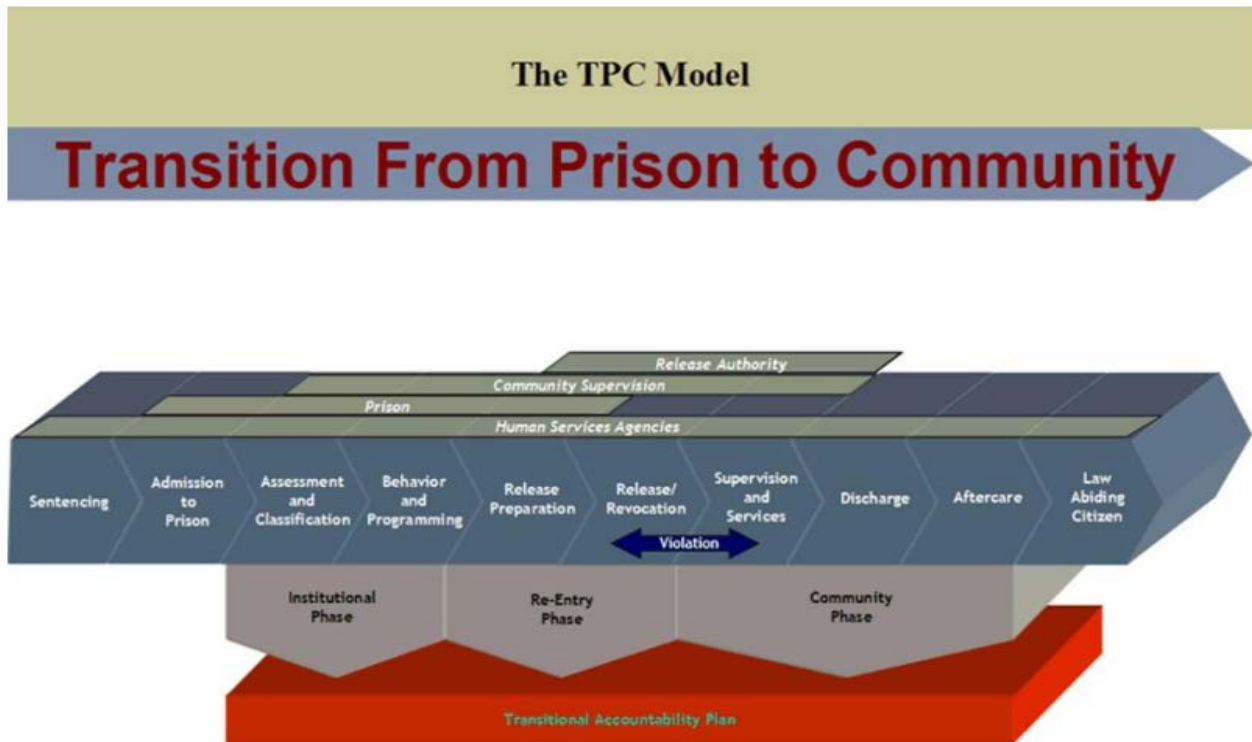 The TPC Model
Transition From Prison to Community
Release Authority
Community Supervision
Prison
Human Services Agencies
Sentencing
Admission
to
Prison
Assessment
and
Classification
Behavior
and
Programming
Release
Preparation
Release/
Revocation
Supervision
and
Services
Discharge
Aftercare
Law
Abiding
Citizen
Violation
Institutional
Phase
Re-Entry
Phase
Community
Phase
Transitional Accountability Plan